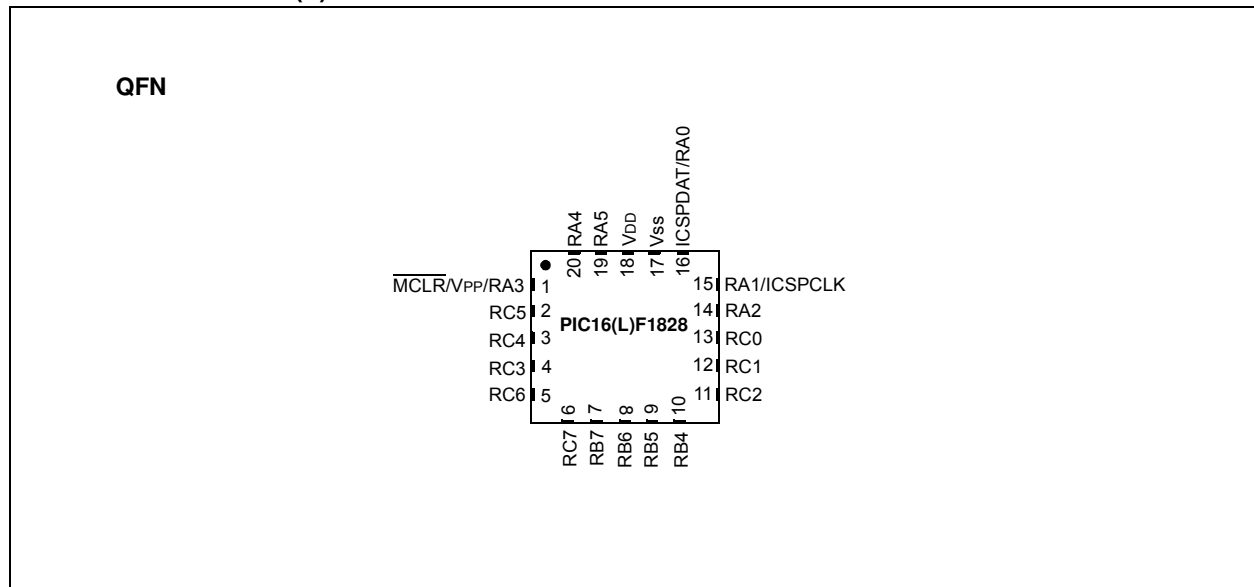 (
)
QFN
20 RA4
19 RA5
18 VDD
17 Vss
16 ICSPDAT/RA0
MCLR/VPP/RA3 1
RC5 2
RC4 3
RC3 4
RC6 5
PIC16(L)F1828
15 RA1/ICSPCLK
14 RA2
13 RC0
12 RC1
11 RC2
6 RC7
7 RB7
8 RB6
9 RB5
10 RB4